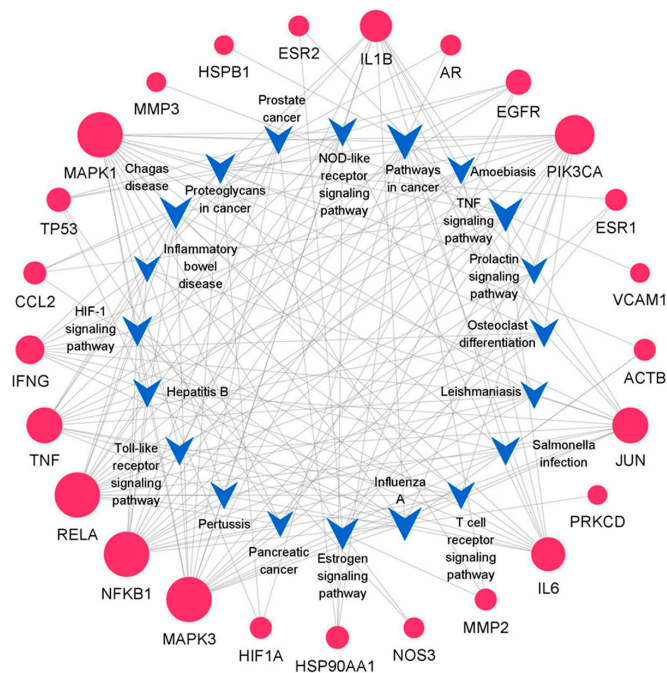 ESR2
IL1B
HSPB1
AR
MMP3
EGFR
Prostate
cancer
MAPK1
Chagas
disease
Proteoglycans
in cancer
NOD-like
receptor
signaling
pathway
Pathways
in cancer
Amoebiasis
PIK3CA
TP53
TNF
signaling
pathway
ESR1
Inflammatory
bowel
disease
Prolactin
signaling
pathway
CCL2
VCAM1
HIF-1
signaling
pathway
Osteoclast
differentiation
IFNG
ACTB
Hepatitis B
Leishmaniasis
TNF
JUN
Toll-like
receptor
signaling
pathway
Salmonella
infection
RELA
Influenza
A
PRKCD
Pertussis
T cell
receptor
signaling
pathway
Pancreatic
cancer
Estrogen
signaling
pathway
IL6
NFKB1
MAPK3
MMP2
HIF1A
HSP90AA1
NOS3